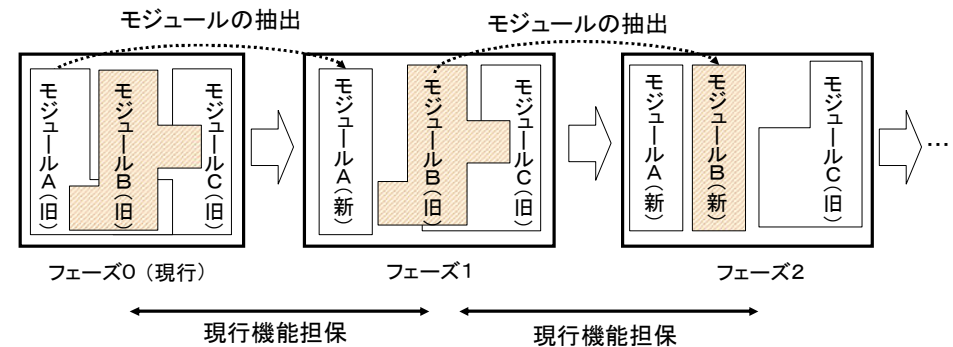 モジュールの抽出
モジュールの抽出
モジュールA(旧)
モジュールB(旧)
モジュールC(旧)
モジュールA(新)
モジュールB(旧)
モジュールC(旧)
モジュールA(新)
モジュールB(新)
モジュールC(旧)
…
フェーズ0（現行）
フェーズ1
フェーズ2
現行機能担保
現行機能担保